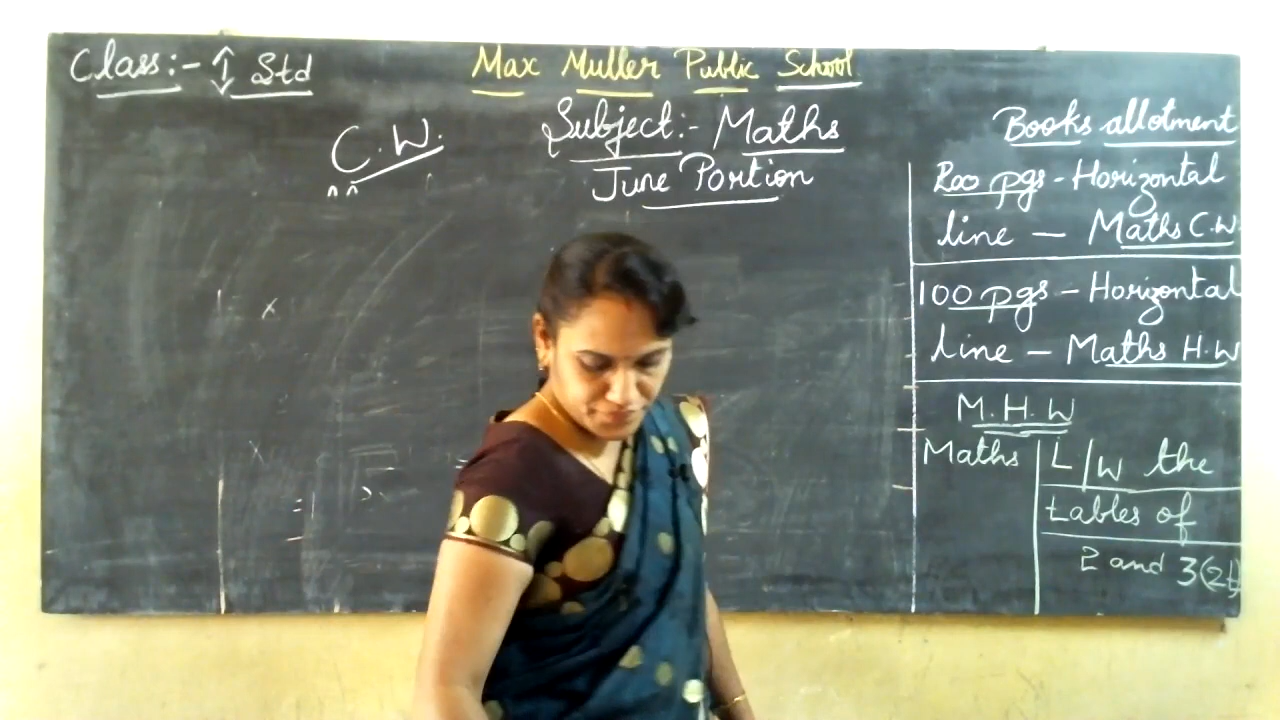 Class:- I Std
Max Muller Public School
Subject:- Maths
C.W.
June Portion
Books allotment
200 pgs - Horizontal
line - Maths C.W.
100 pgs - Horizontal
line - Maths H.W
M.H.W
Maths L/w the
tables of
2 and 3(2t)